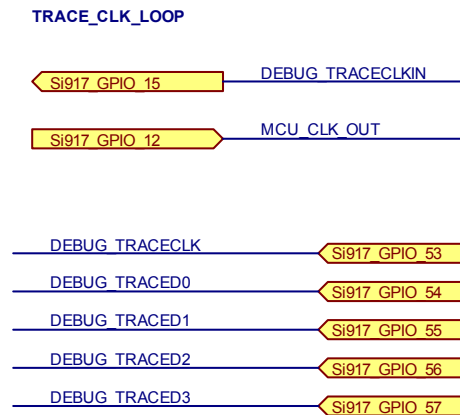 TRACE_CLK_LOOP
Si917_GPIO_15 DEBUG_TRACECLKIN
Si917_GPIO_12 MCU_CLK_OUT
DEBUG_TRACECLK Si917_GPIO_53
DEBUG_TRACED0 Si917_GPIO_54
DEBUG_TRACED1 Si917_GPIO_55
DEBUG_TRACED2 Si917_GPIO_56
DEBUG_TRACED3 Si917_GPIO_57